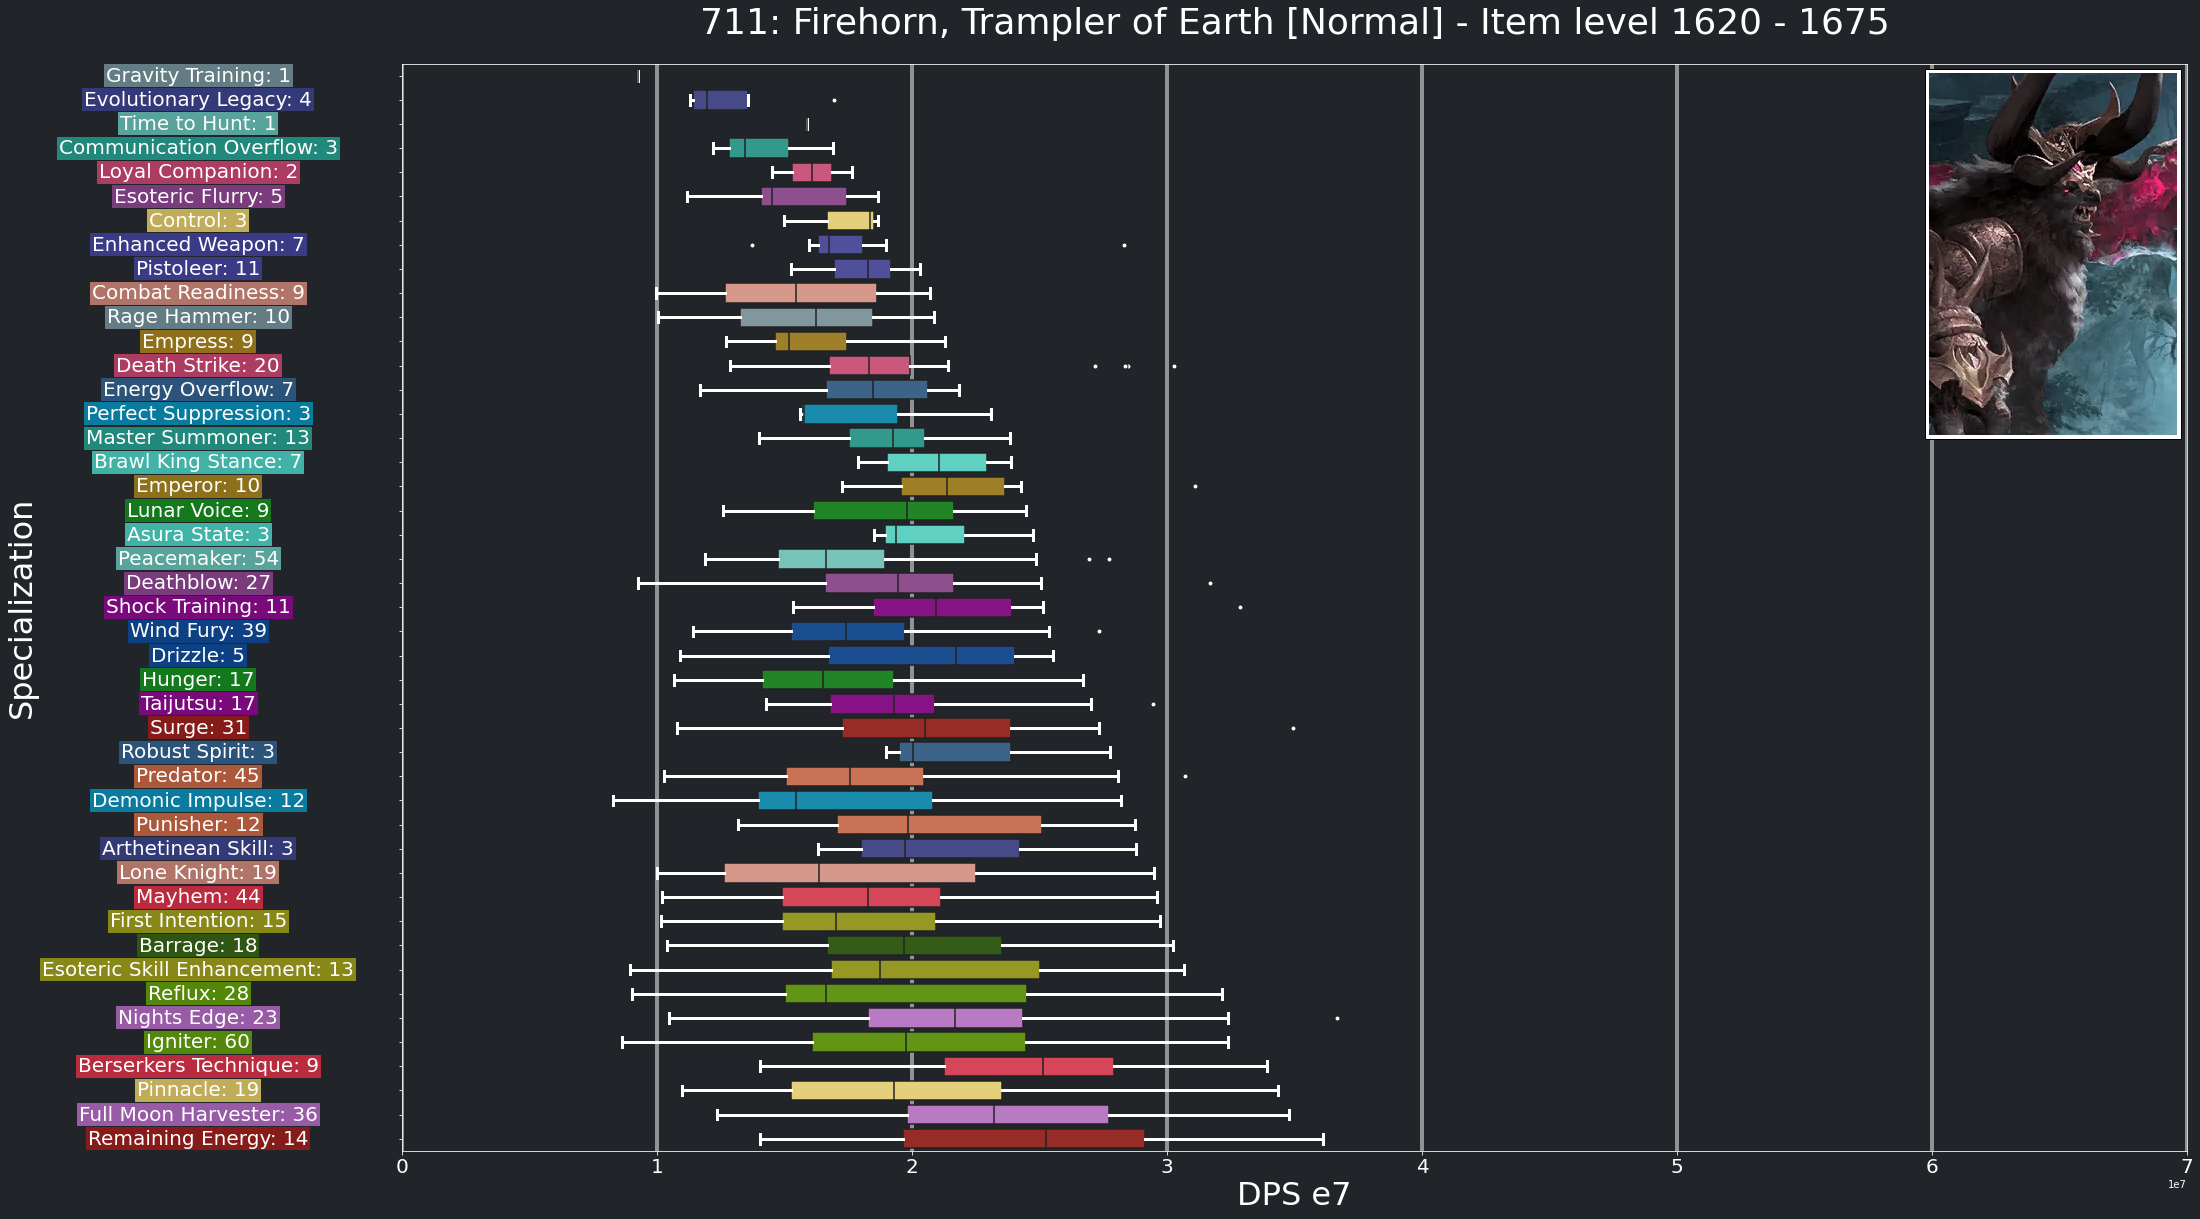 711: Firehorn, Trampler of Earth [Normal] - Item level 1620 - 1675
Specialization
Gravity Training: 1
Evolutionary Legacy: 4
Time to Hunt: 1
Communication Overflow: 3
Loyal Companion: 2
Esoteric Flurry: 5
Control: 3
Enhanced Weapon: 7
Pistoleer: 11
Combat Readiness: 9
Rage Hammer: 10
Empress: 9
Death Strike: 20
Energy Overflow: 7
Perfect Suppression: 3
Master Summoner: 13
Brawl King Stance: 7
Emperor: 10
Lunar Voice: 9
Asura State: 3
Peacemaker: 54
Deathblow: 27
Shock Training: 11
Wind Fury: 39
Drizzle: 5
Hunger: 17
Taijutsu: 17
Surge: 31
Robust Spirit: 3
Predator: 45
Demonic Impulse: 12
Punisher: 12
Arthetinean Skill: 3
Lone Knight: 19
Mayhem: 44
First Intention: 15
Barrage: 18
Esoteric Skill Enhancement: 13
Reflux: 28
Nights Edge: 23
Igniter: 60
Berserkers Technique: 9
Pinnacle: 19
Full Moon Harvester: 36
Remaining Energy: 14
0 1 2 3 4 5 6 7
1e7
DPS e7